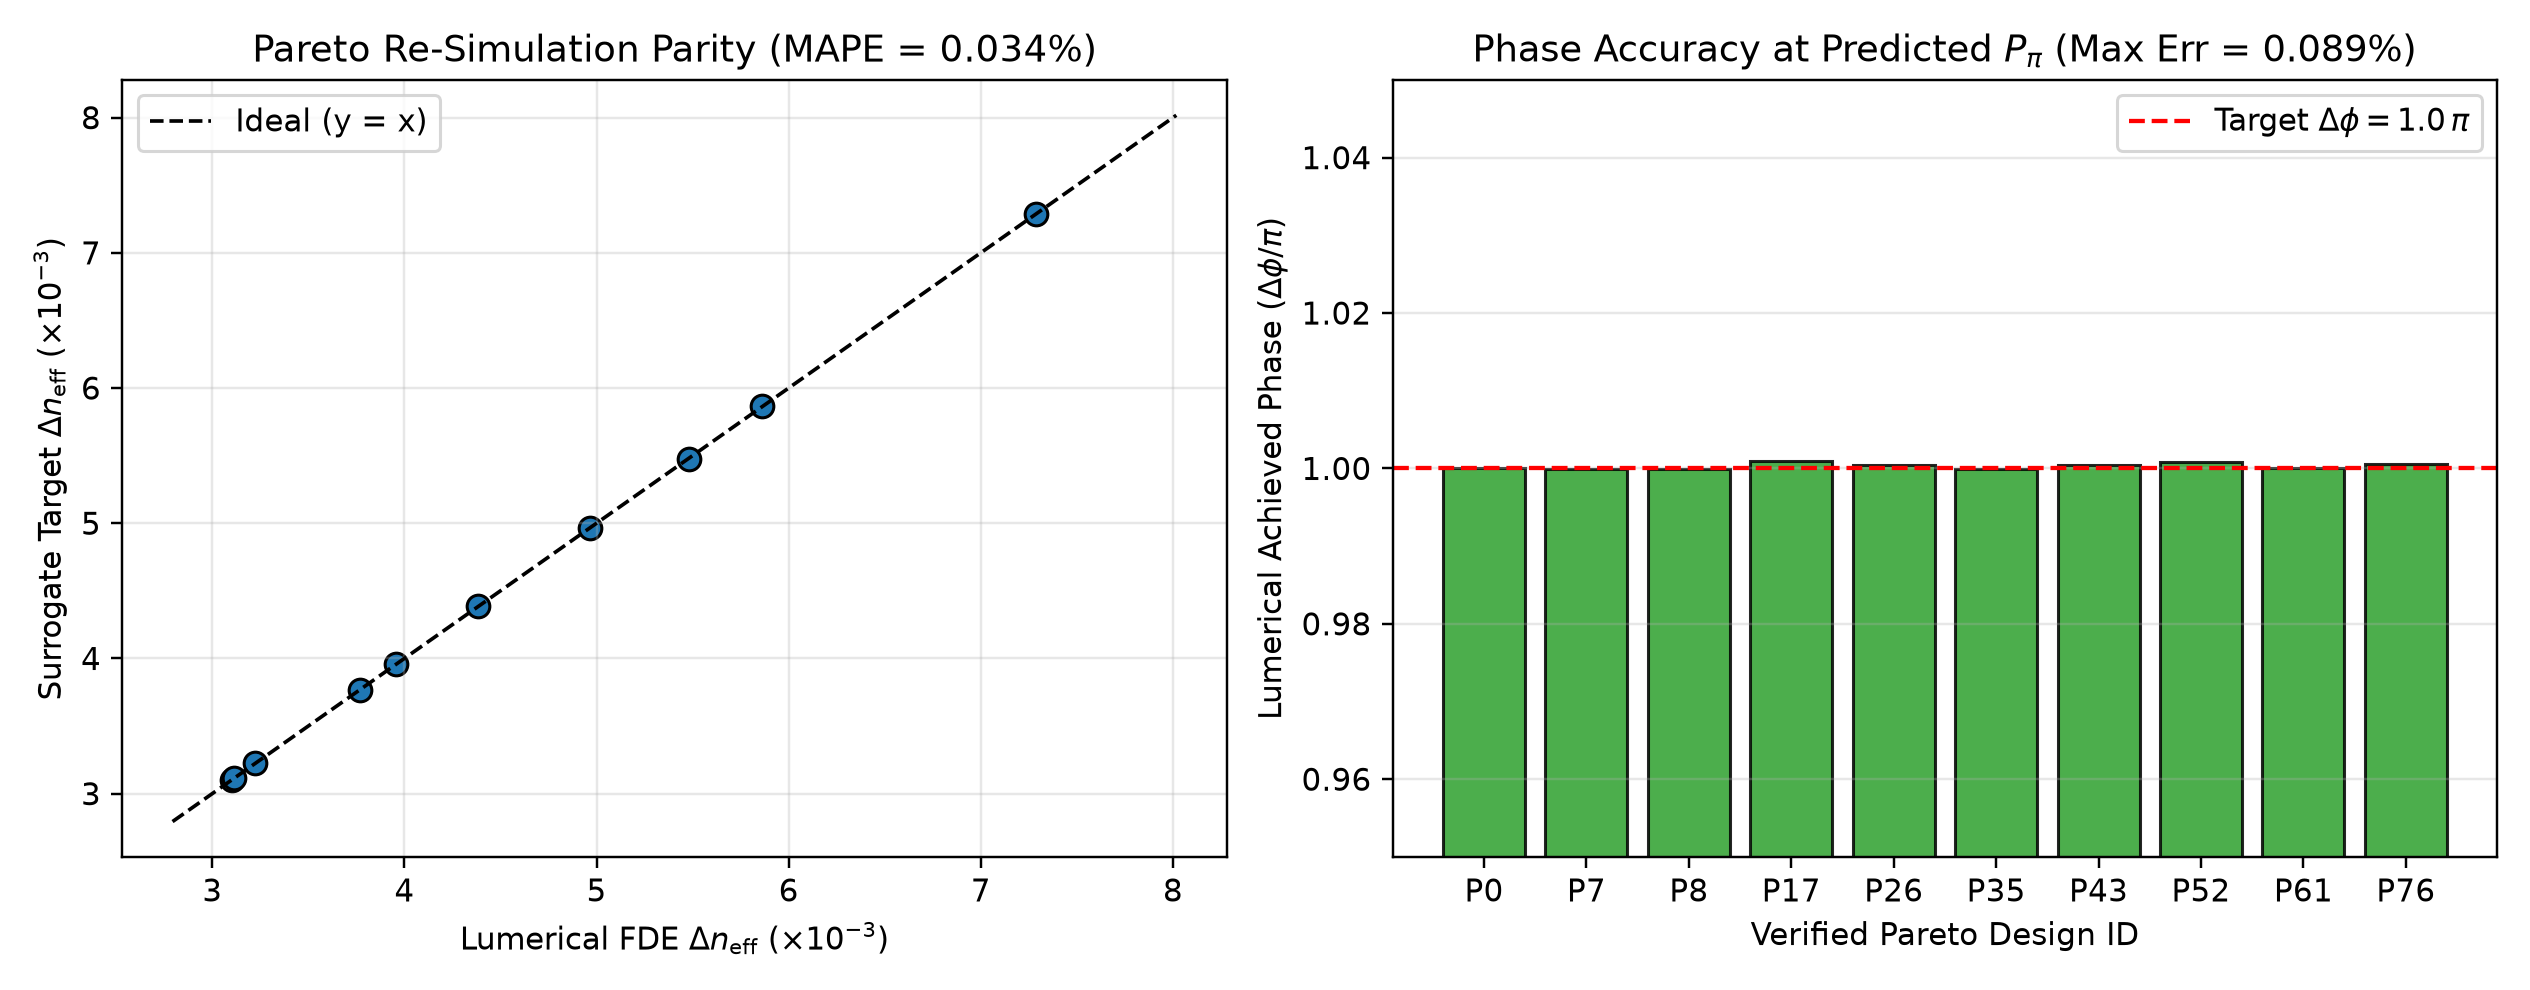 Pareto Re-Simulation Parity (MAPE = 0.034%)
Ideal (y = x)
Surrogate Target Δn_eff (×10⁻³)
8
7
6
5
4
3
3 4 5 6 7 8
Lumerical FDE Δn_eff (×10⁻³)
Phase Accuracy at Predicted P_π (Max Err = 0.089%)
Target Δϕ = 1.0 π
Lumerical Achieved Phase (Δϕ/π)
1.04
1.02
1.00
0.98
0.96
P0 P7 P8 P17 P26 P35 P43 P52 P61 P76
Verified Pareto Design ID